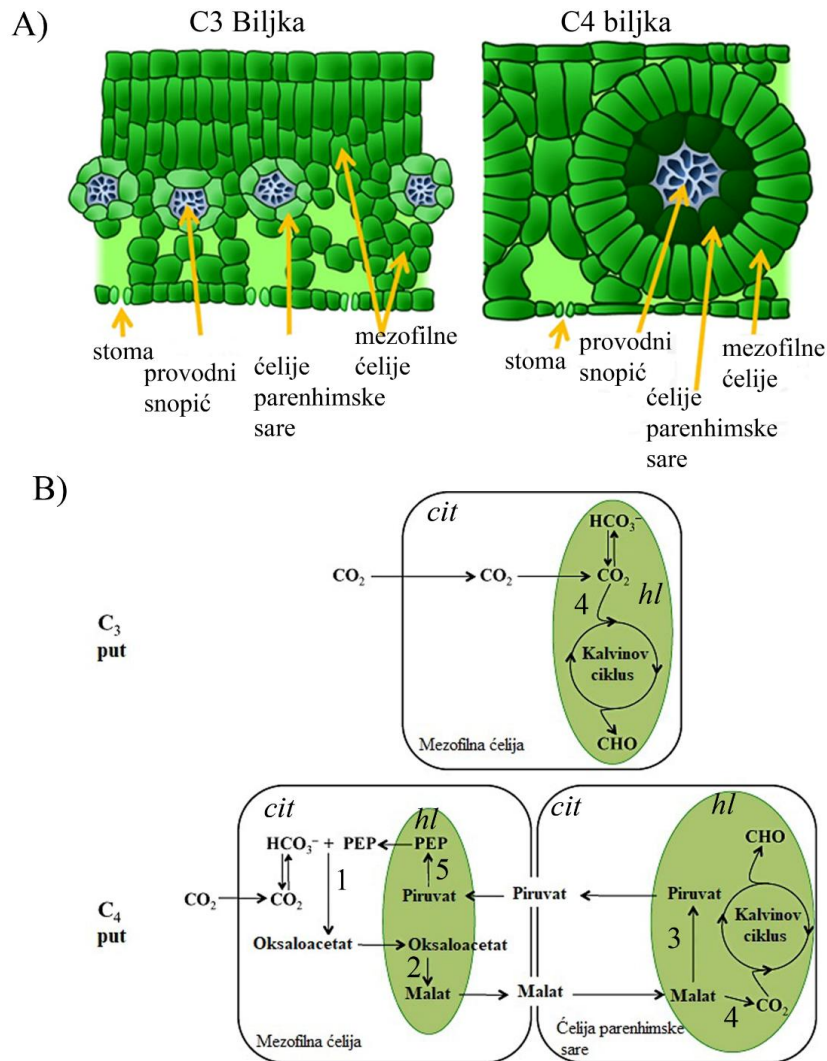 A)
C3 Biljka
C4 biljka
stoma
provodni
snopić
ćelije
parenhimske
sare
mezofilne
ćelije
stoma
provodni
snopić
ćelije
parenhimske
sare
mezofilne
ćelije
B)
C₃
put
CO₂
cit
CO₂
HCO₃⁻
CO₂
hl
4
Kalvinov
ciklus
CHO
Mezofilna ćelija
C₄
put
CO₂
cit
HCO₃⁻ + PEP
CO₂
1
Oksaloacetat
hl
PEP
5
Piruvat
Oksaloacetat
2
Malat
Mezofilna ćelija
Piruvat
Malat
cit
hl
CHO
Piruvat
Kalvinov
ciklus
3
Malat
4
CO₂
Ćelija parenhimske
sare